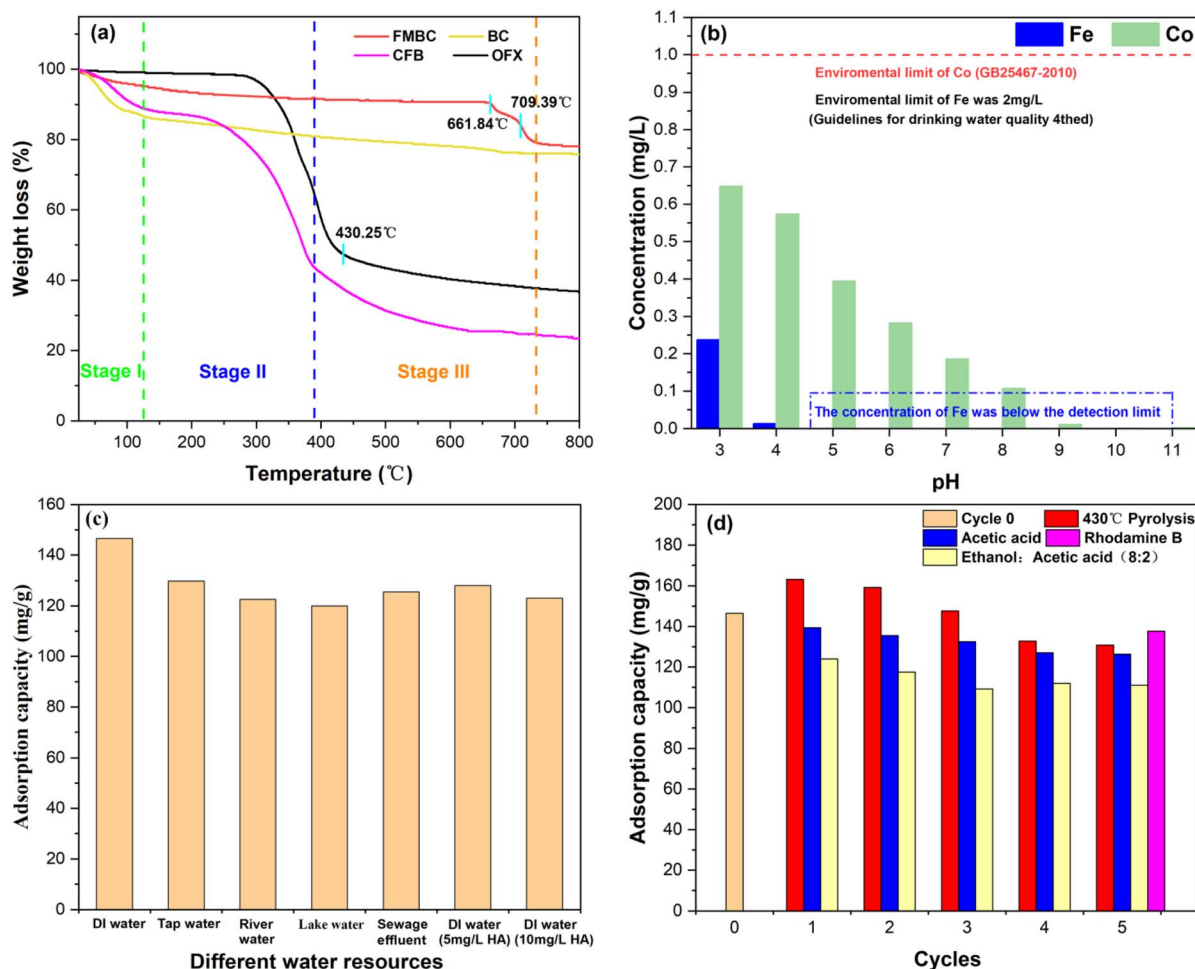 (a)
FMBC BC
CFB OFX
709.39℃
661.84℃
430.25℃
Stage I
Stage II
Stage III
100
80
60
40
20
0
Weight loss (%)
100 200 300 400 500 600 700 800
Temperature (℃)
(b)
Fe Co
Enviromental limit of Co (GB25467-2010)
Enviromental limit of Fe was 2mg/L
(Guidelines for drinking water quality 4thed)
The concentration of Fe was below the detection limit
1.1
1.0
0.9
0.8
0.7
0.6
0.5
0.4
0.3
0.2
0.1
0.0
Concentration (mg/L)
3 4 5 6 7 8 9 10 11
pH
(c)
160
140
120
100
80
60
40
20
0
Adsorption capacity (mg/g)
DI water Tap water River water Lake water Sewage effluent DI water (5mg/L HA) DI water (10mg/L HA)
Different water resources
(d)
Cycle 0 430℃ Pyrolysis
Acetic acid Rhodamine B
Ethanol：Acetic acid（8:2）
200
180
160
140
120
100
80
60
40
20
0
Adsorption capacity (mg/g)
0 1 2 3 4 5
Cycles